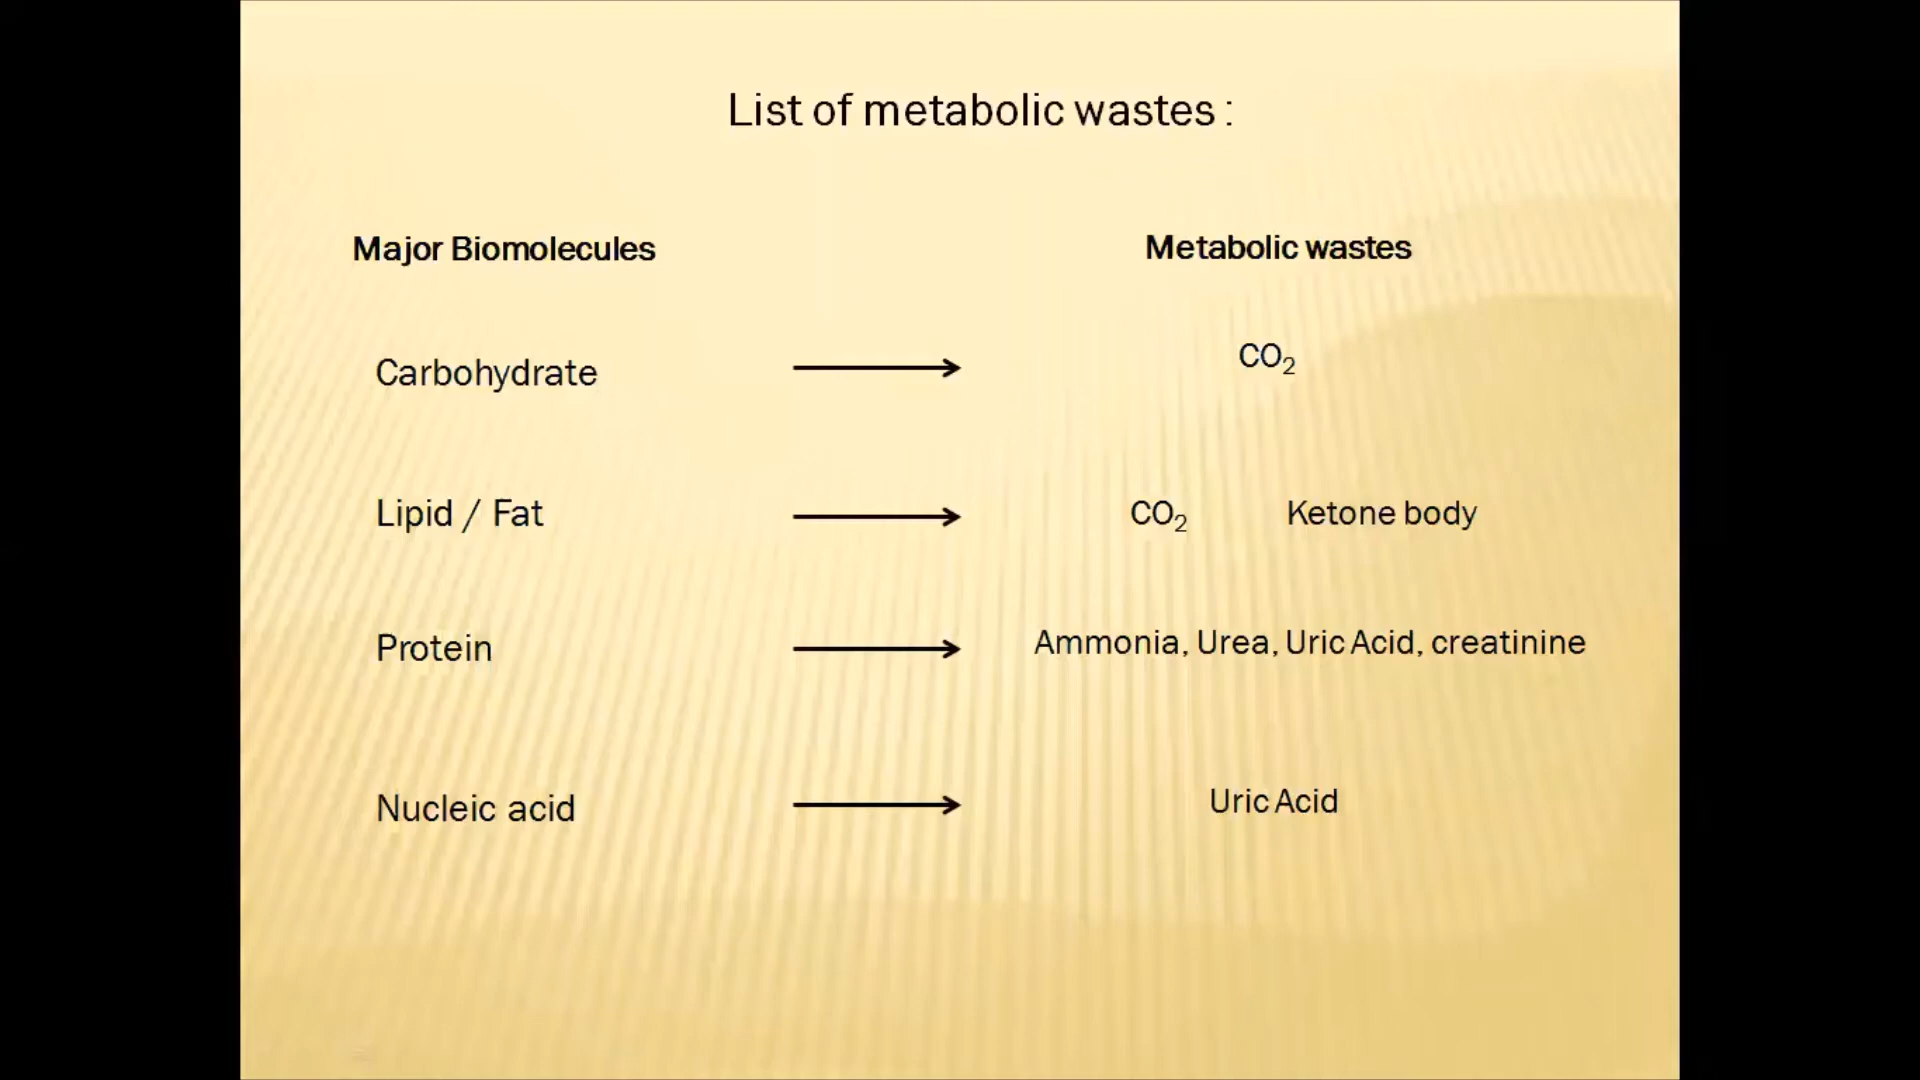 List of metabolic wastes :
Major Biomolecules Metabolic wastes
Carbohydrate CO₂
Lipid / Fat CO₂ Ketone body
Protein Ammonia, Urea, Uric Acid, creatinine
Nucleic acid Uric Acid